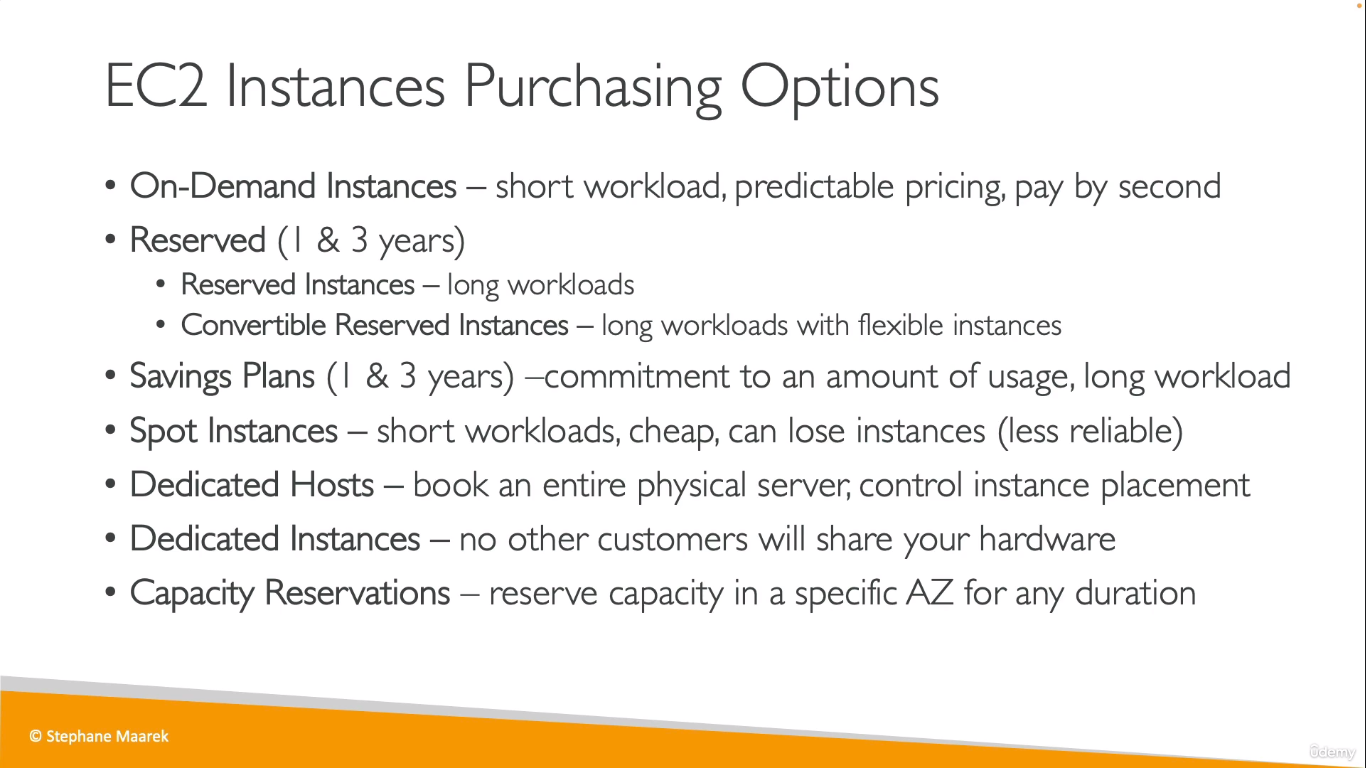 EC2 Instances Purchasing Options
• On-Demand Instances – short workload, predictable pricing, pay by second
• Reserved (1 & 3 years)
• Reserved Instances – long workloads
• Convertible Reserved Instances – long workloads with flexible instances
• Savings Plans (1 & 3 years) –commitment to an amount of usage, long workload
• Spot Instances – short workloads, cheap, can lose instances (less reliable)
• Dedicated Hosts – book an entire physical server, control instance placement
• Dedicated Instances – no other customers will share your hardware
• Capacity Reservations – reserve capacity in a specific AZ for any duration
© Stephane Maarek
ûdemy